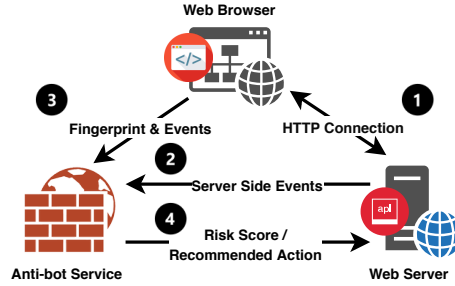 Web Browser
</>
3
1
Fingerprint & Events
HTTP Connection
2
Server Side Events
api
4
Risk Score /
Recommended Action
Anti-bot Service
Web Server